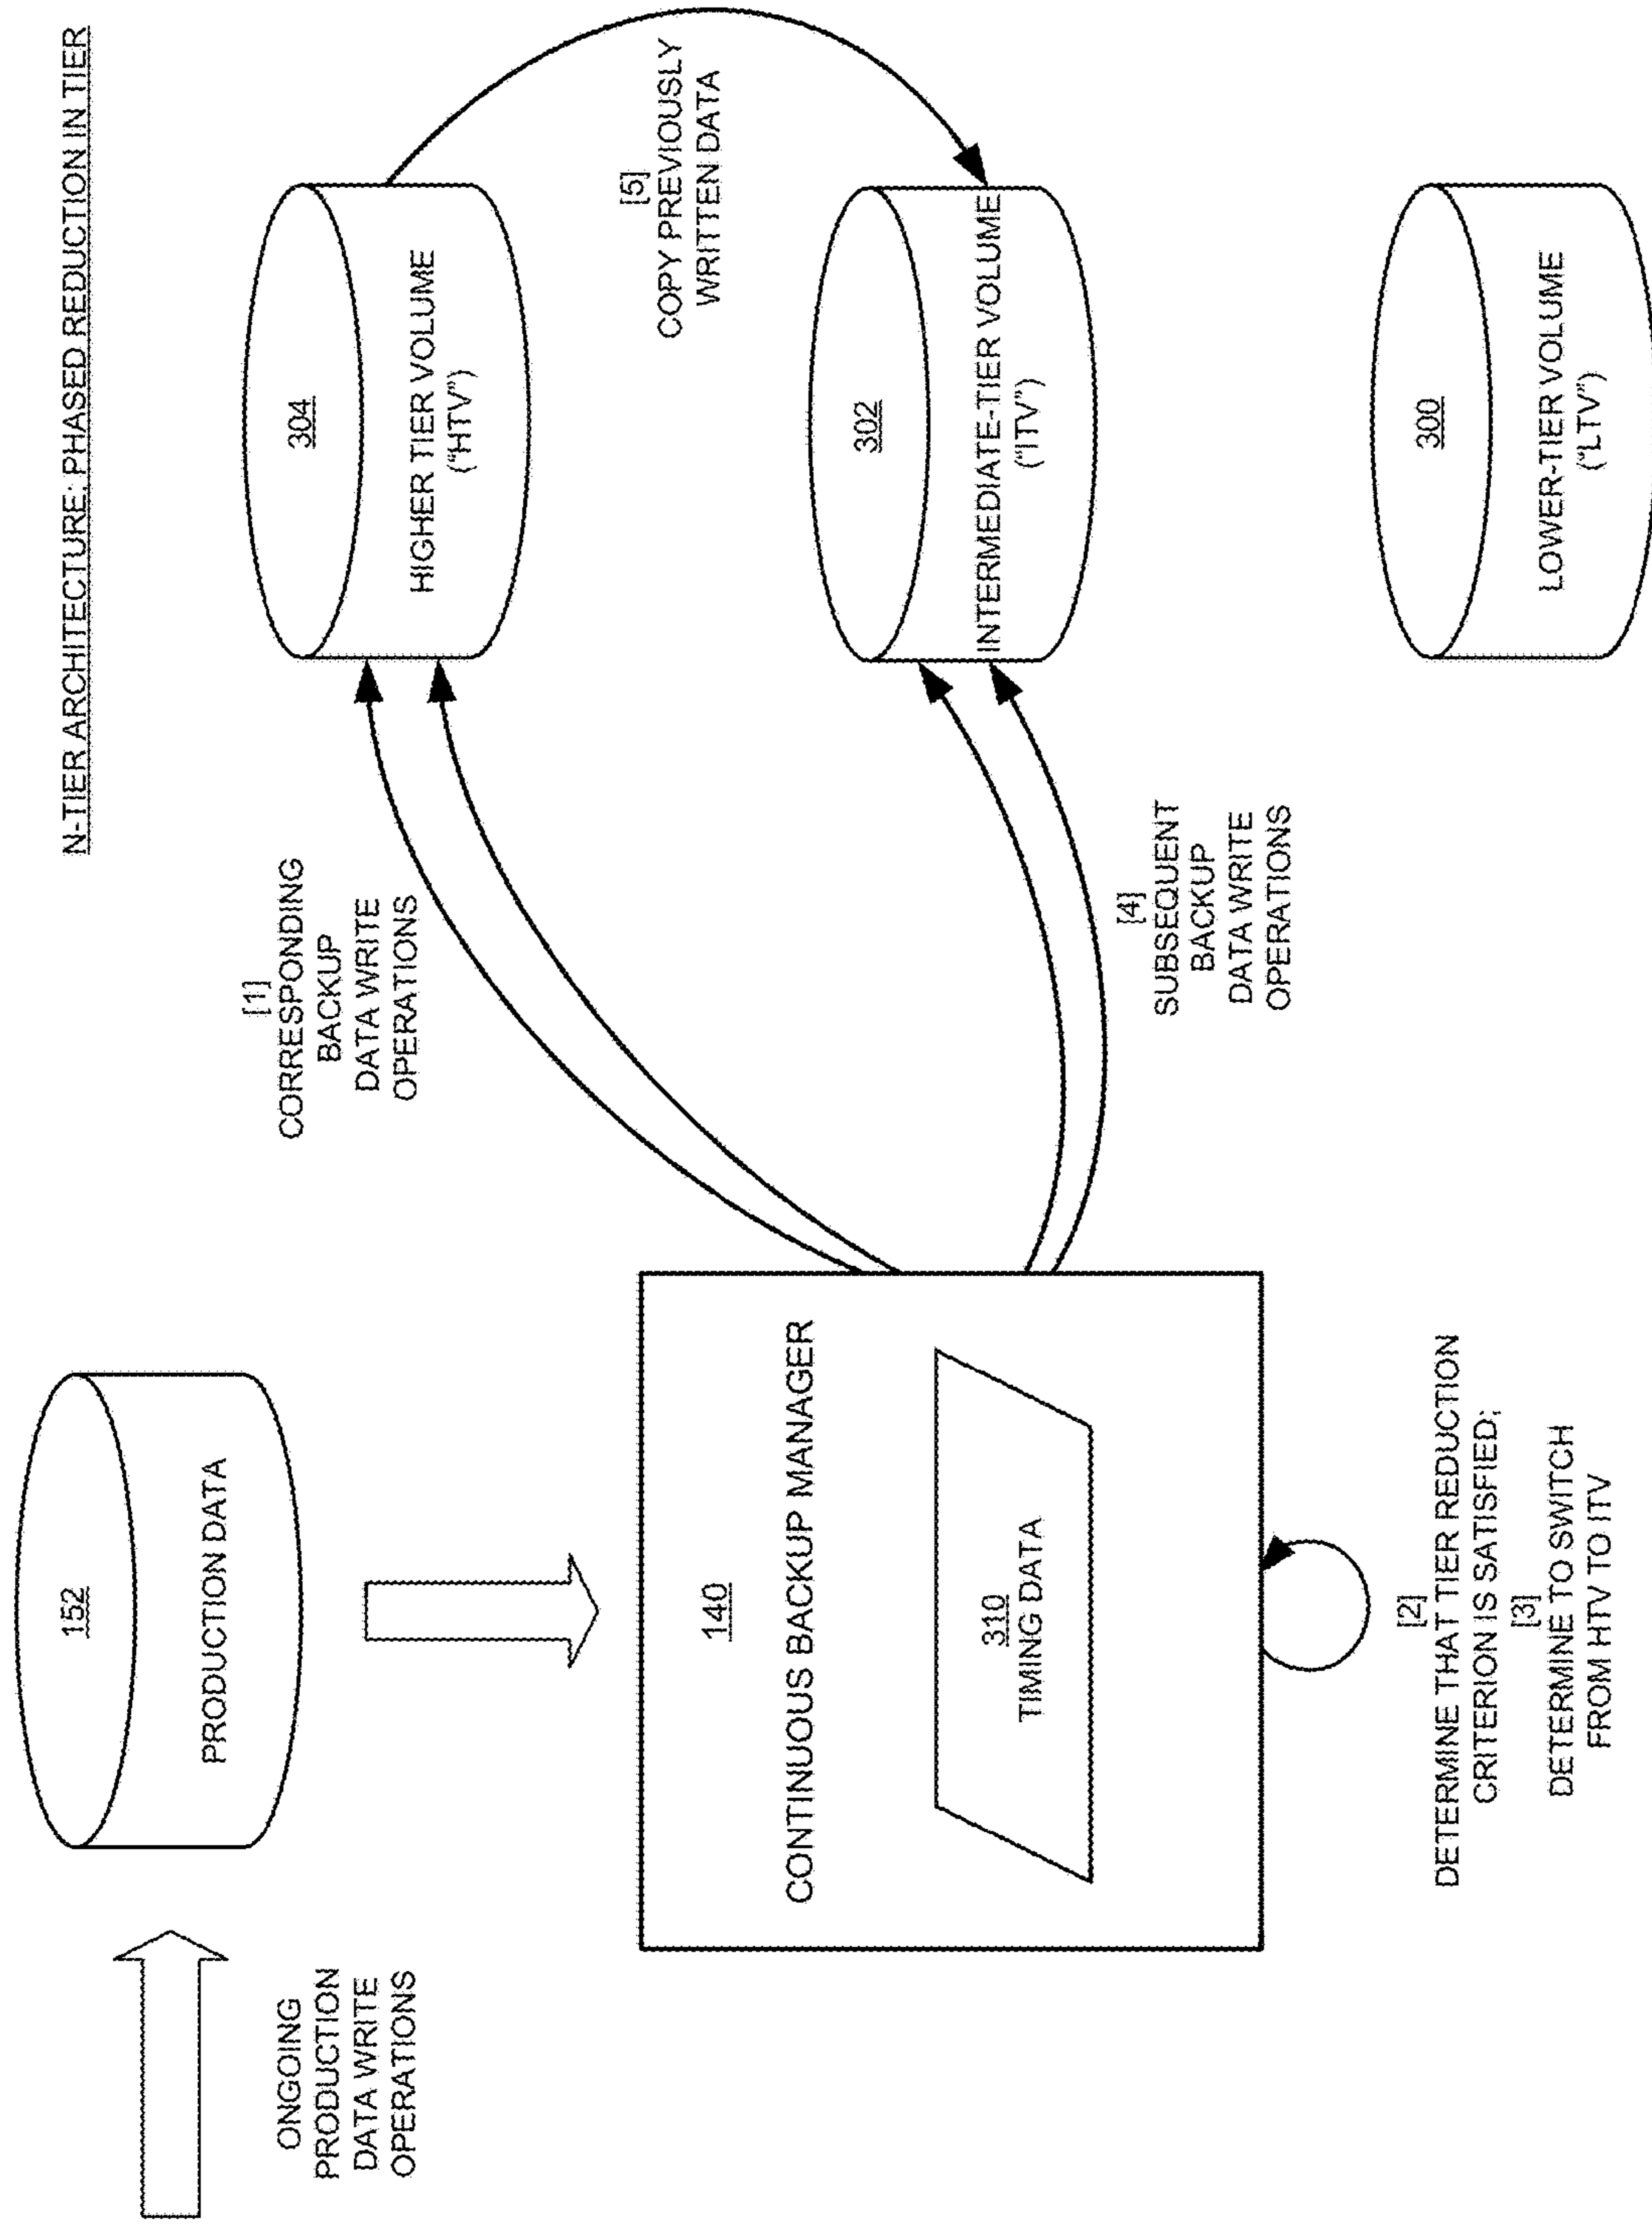 N-TIER ARCHITECTURE: PHASED REDUCTION IN TIER
ONGOING
PRODUCTION
DATA WRITE
OPERATIONS
152
PRODUCTION DATA
[1]
CORRESPONDING
BACKUP
DATA WRITE
OPERATIONS
304
HIGHER TIER VOLUME
("HTV")
140
CONTINUOUS BACKUP MANAGER
310
TIMING DATA
[5]
COPY PREVIOUSLY
WRITTEN DATA
302
INTERMEDIATE-TIER VOLUME
("ITV")
[4]
SUBSEQUENT
BACKUP
DATA WRITE
OPERATIONS
[2]
DETERMINE THAT TIER REDUCTION
CRITERION IS SATISFIED;
[3]
DETERMINE TO SWITCH
FROM HTV TO ITV
300
LOWER-TIER VOLUME
("LTV")